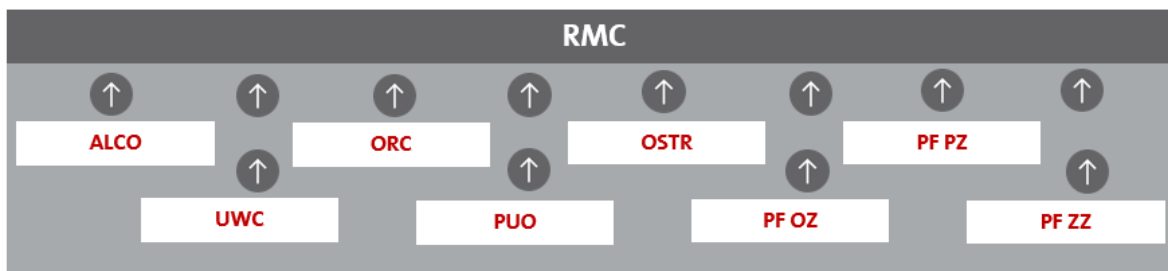 RMC
ALCO
ORC
OSTR
PF PZ
UWC
PUO
PF OZ
PF ZZ